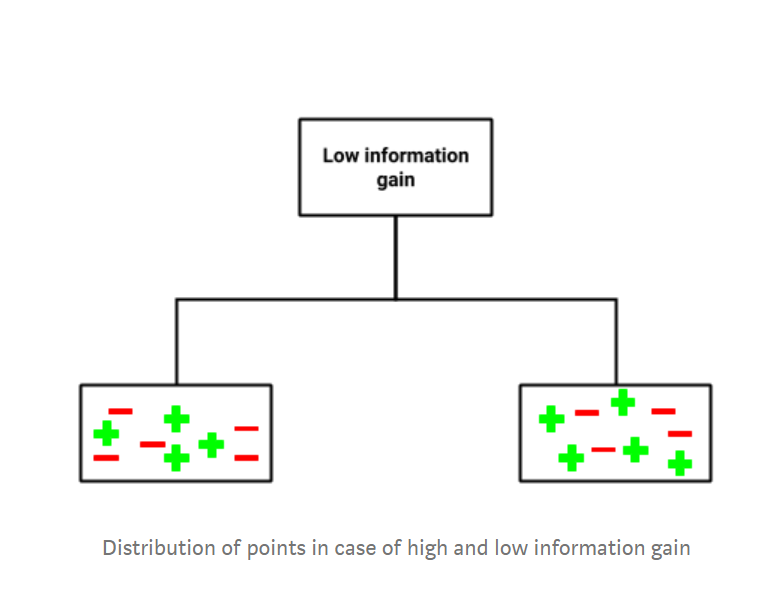 Low information
gain
Distribution of points in case of high and low information gain